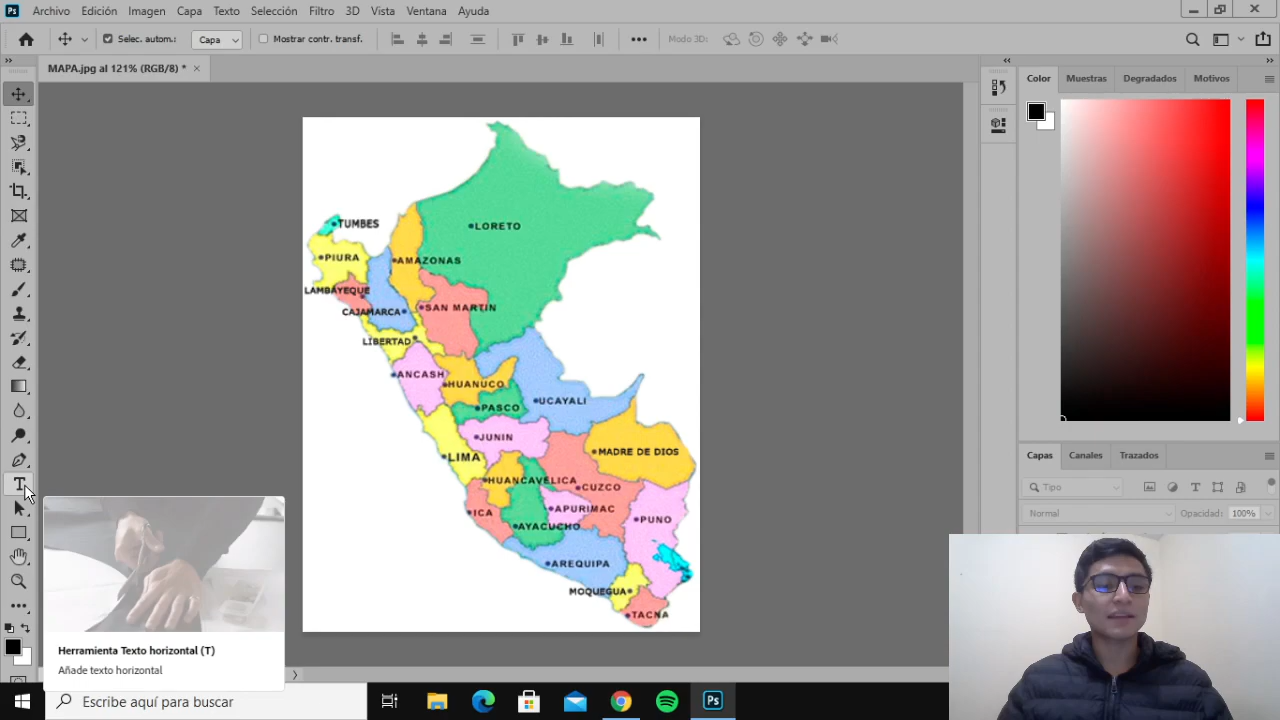 Ps Archivo Edición Imagen Capa Texto Selección Filtro 3D Vista Ventana Ayuda
Selec. autom.: Capa Mostrar contr. transf. Modo 3D:
MAPA.jpg al 121% (RGB/8) *
Color Muestras Degradados Motivos
TUMBES
LORETO
PIURA
AMAZONAS
LAMBAYEQUE
CAJAMARCA
SAN MARTIN
LIBERTAD
ANCASH
HUANUCO
PASCO
UCAYALI
JUNIN
LIMA
MADRE DE DIOS
HUANCAVELICA
CUZCO
ICA
APURIMAC
AYACUCHO
PUNO
AREQUIPA
MOQUEGUA
TACNA
Capas Canales Trazados
Tipo
Normal Opacidad: 100%
T
Herramienta Texto horizontal (T)
Añade texto horizontal
Escribe aquí para buscar
Ps